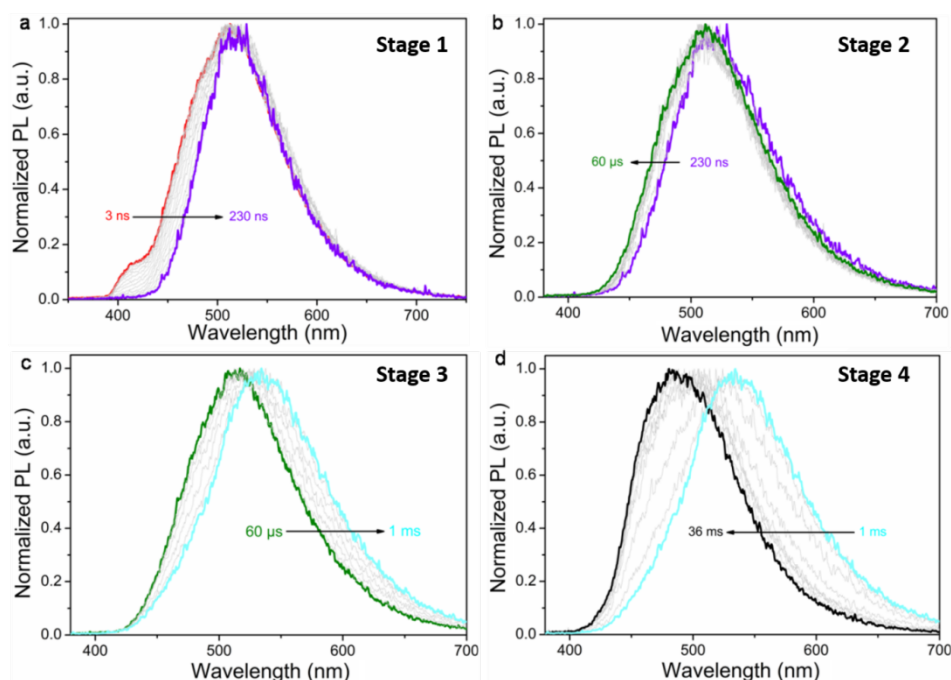 a
Stage 1
Normalized PL (a.u.)
1.0
0.8
0.6
0.4
0.2
0.0
3 ns
230 ns
400
500
600
700
Wavelength (nm)
b
Stage 2
Normalized PL (a.u.)
1.0
0.8
0.6
0.4
0.2
0.0
60 μs
230 ns
400
500
600
700
Wavelength (nm)
c
Stage 3
Normalized PL (a.u.)
1.0
0.8
0.6
0.4
0.2
0.0
60 μs
1 ms
400
450
500
550
600
700
Wavelength (nm)
d
Stage 4
Normalized PL (a.u.)
1.0
0.8
0.6
0.4
0.2
0.0
36 ms
1 ms
400
450
500
550
600
700
Wavelength (nm)